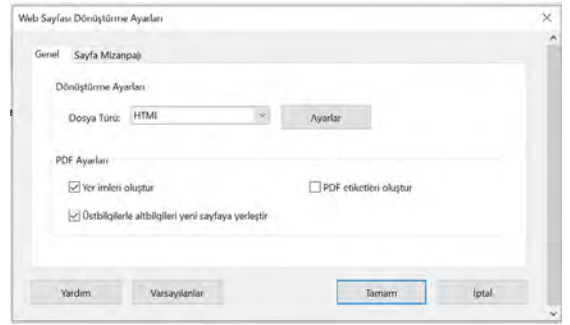 Web Sayfası Dönüştürme Ayarları
Genel Sayfa Mizanpajı
Dönüştürme Ayarları
Dosya Türü: HTML Ayarlar
PDF Ayarları
Yer imleri oluştur PDF etiketleri oluştur
Üstbilgilerle altbilgileri yeni sayfaya yerleştir
Yardım Varsayılanlar Tamam İptal